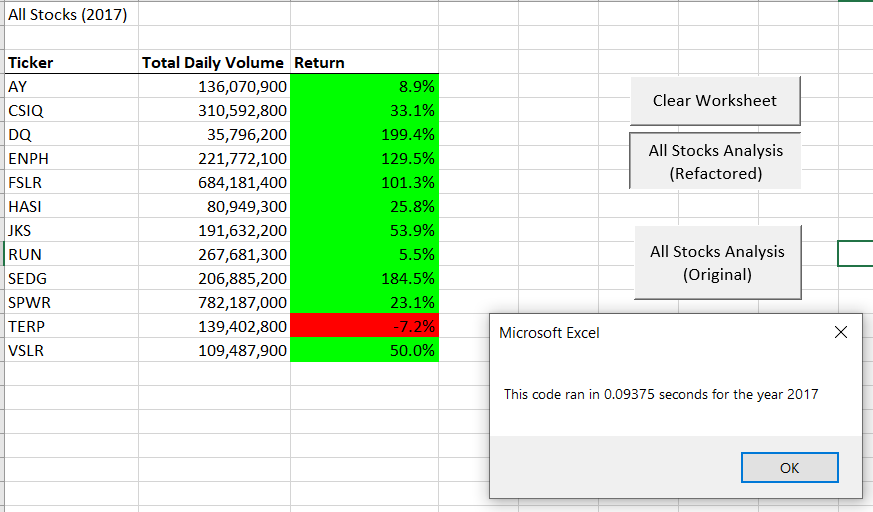 All Stocks (2017)
Ticker Total Daily Volume Return
AY 136,070,900 8.9%
CSIQ 310,592,800 33.1%
DQ 35,796,200 199.4%
ENPH 221,772,100 129.5%
FSLR 684,181,400 101.3%
HASI 80,949,300 25.8%
JKS 191,632,200 53.9%
RUN 267,681,300 5.5%
SEDG 206,885,200 184.5%
SPWR 782,187,000 23.1%
TERP 139,402,800 -7.2%
VSLR 109,487,900 50.0%
Clear Worksheet
All Stocks Analysis
(Refactored)
All Stocks Analysis
(Original)
Microsoft Excel
This code ran in 0.09375 seconds for the year 2017
OK